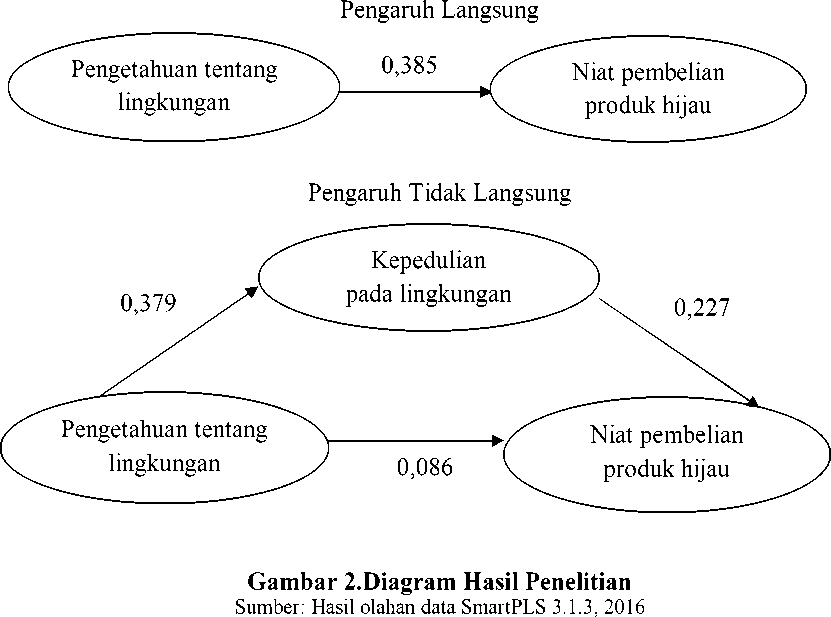 Pengaruh Langsung
Pengetahuan tentang
lingkungan
0,385
Niat pembelian
produk hijau
Pengaruh Tidak Langsung
Kepedulian
pada lingkungan
0,379
0,227
Pengetahuan tentang
lingkungan
0,086
Niat pembelian
produk hijau
Gambar 2.Diagram Hasil Penelitian
Sumber: Hasil olahan data SmartPLS 3.1.3, 2016